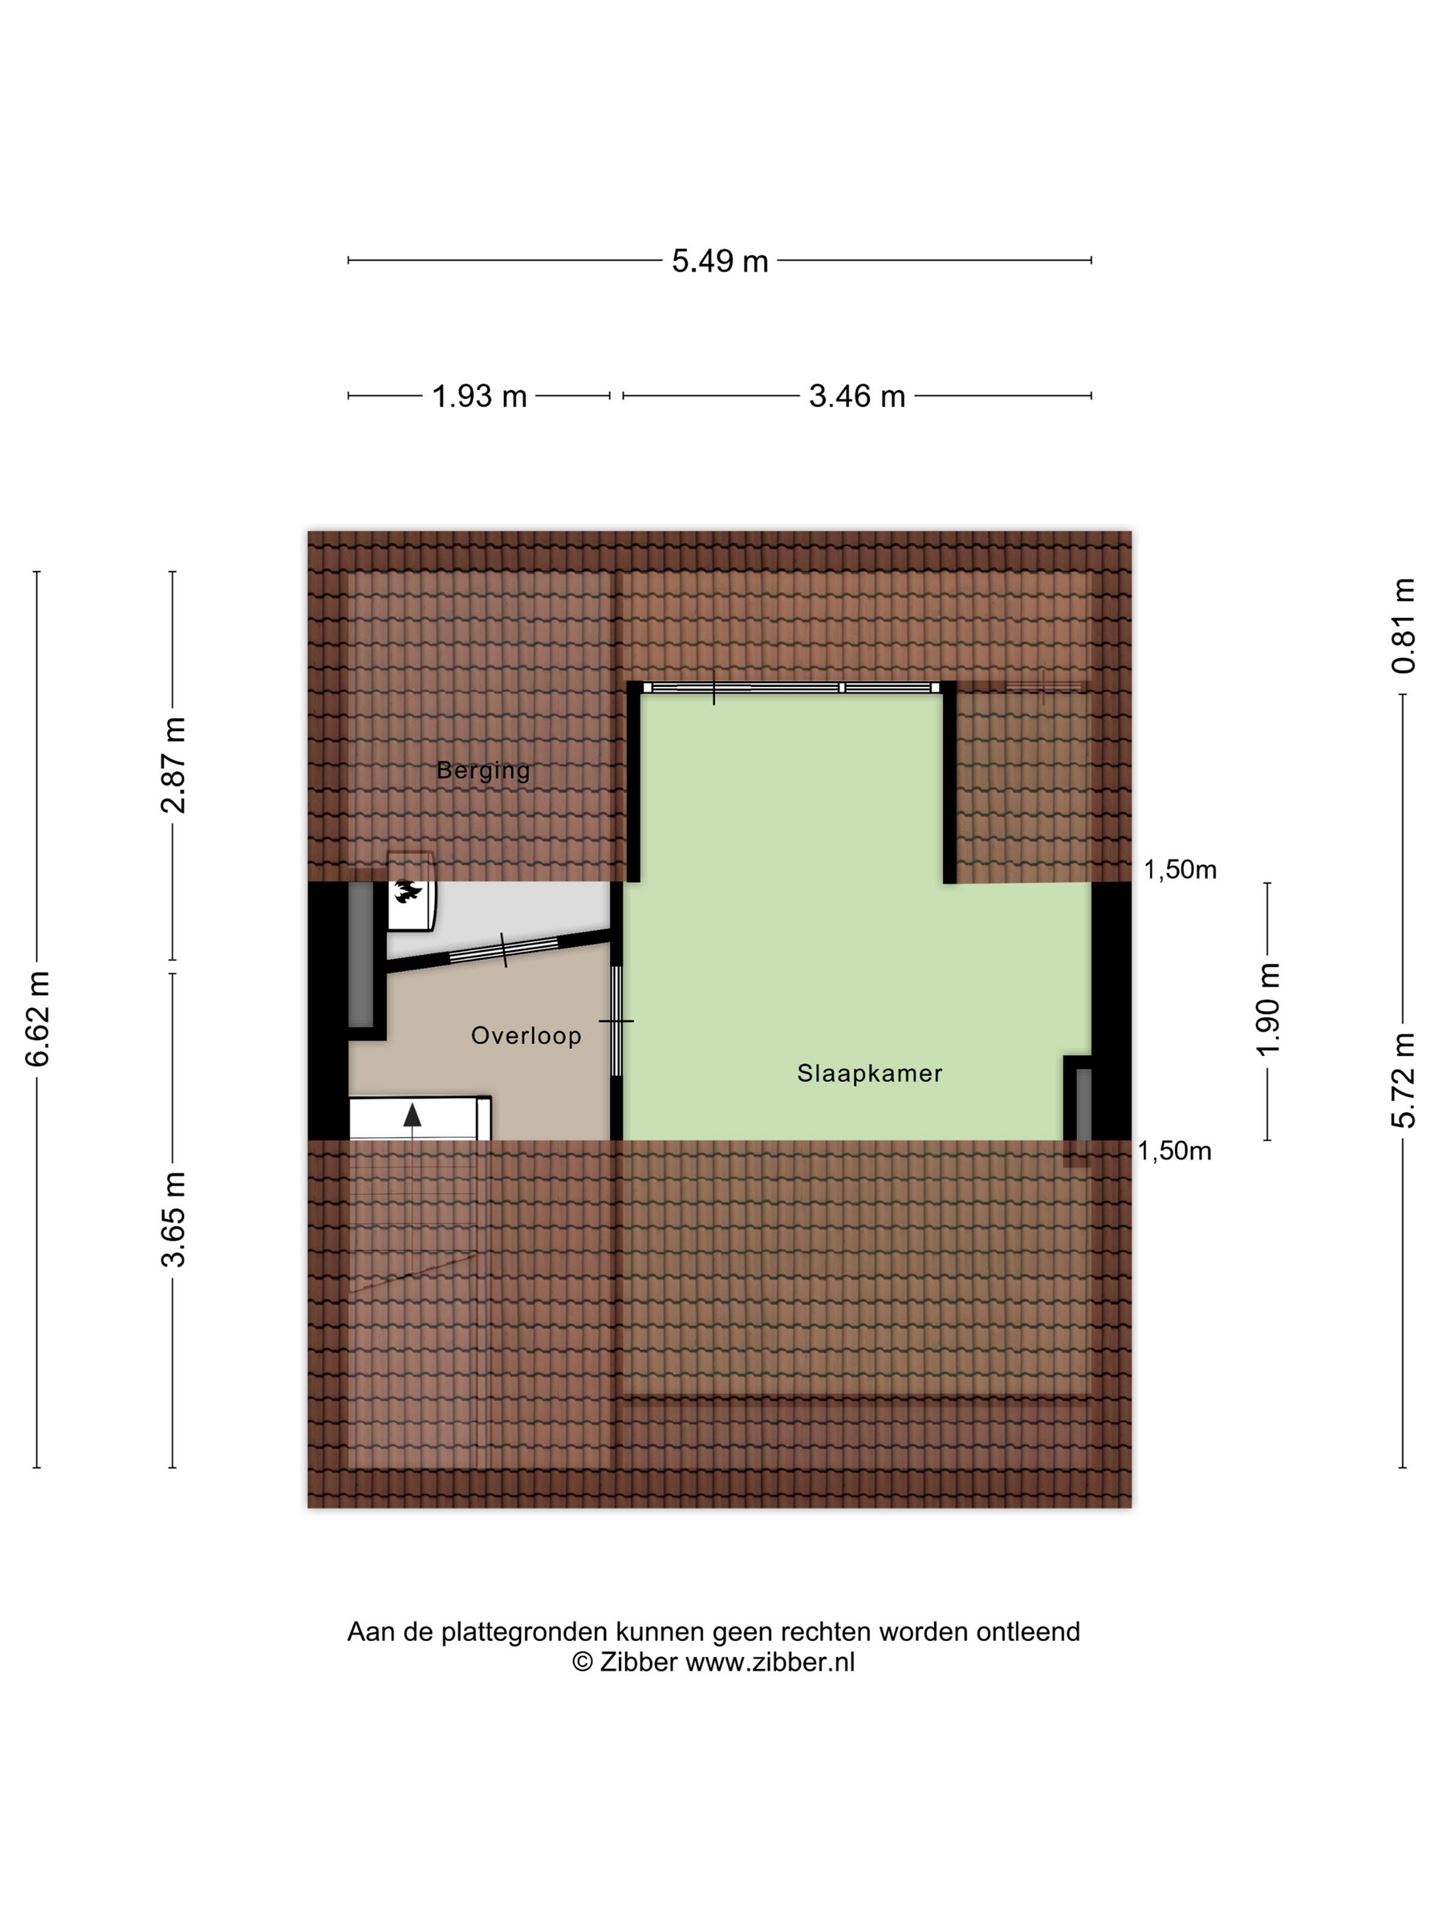 5.49 m
1.93 m
3.46 m
0.81 m
2.87 m
Berging
1,50m
6.62 m
1.90 m
Overloop
Slaapkamer
5.72 m
1,50m
3.65 m
Aan de plattegronden kunnen geen rechten worden ontleend
© Zibber www.zibber.nl